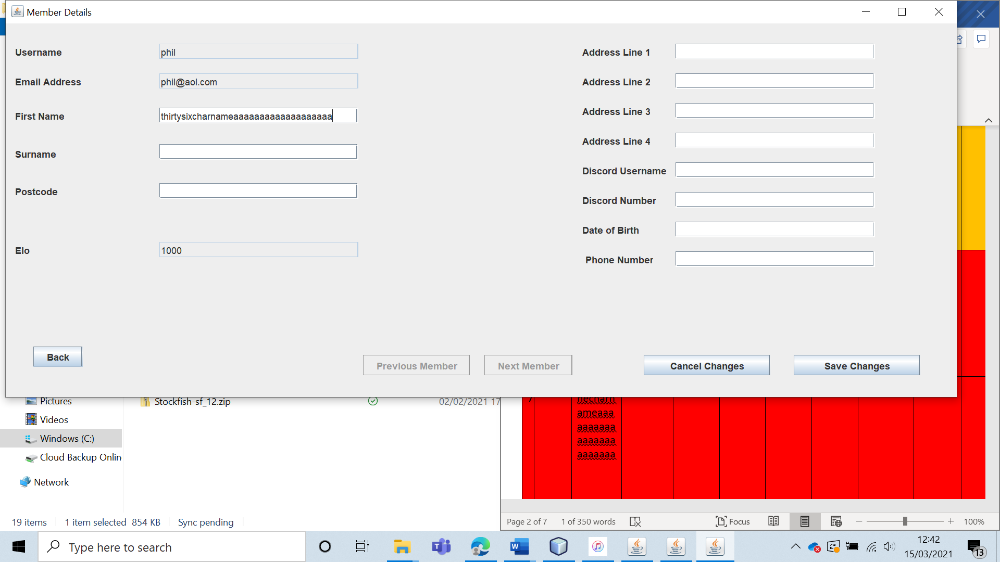 Member Details
Username phil
Email Address phil@aol.com
First Name thirtysixcharnameaaaaaaaaaaaaaaaaaaa
Surname
Postcode
Elo 1000
Address Line 1
Address Line 2
Address Line 3
Address Line 4
Discord Username
Discord Number
Date of Birth
Phone Number
Back
Previous Member
Next Member
Cancel Changes
Save Changes
Pictures
Videos
Windows (C:)
Cloud Backup Onlin
Network
Stockfish-sf_12.zip
02/02/2021 17
ameaaa
aaaaaaa
aaaaaaa
aaaaaaa
19 items
1 item selected 854 KB
Sync pending
Page 2 of 7
1 of 350 words
Focus
100%
Type here to search
12:42
15/03/2021
13